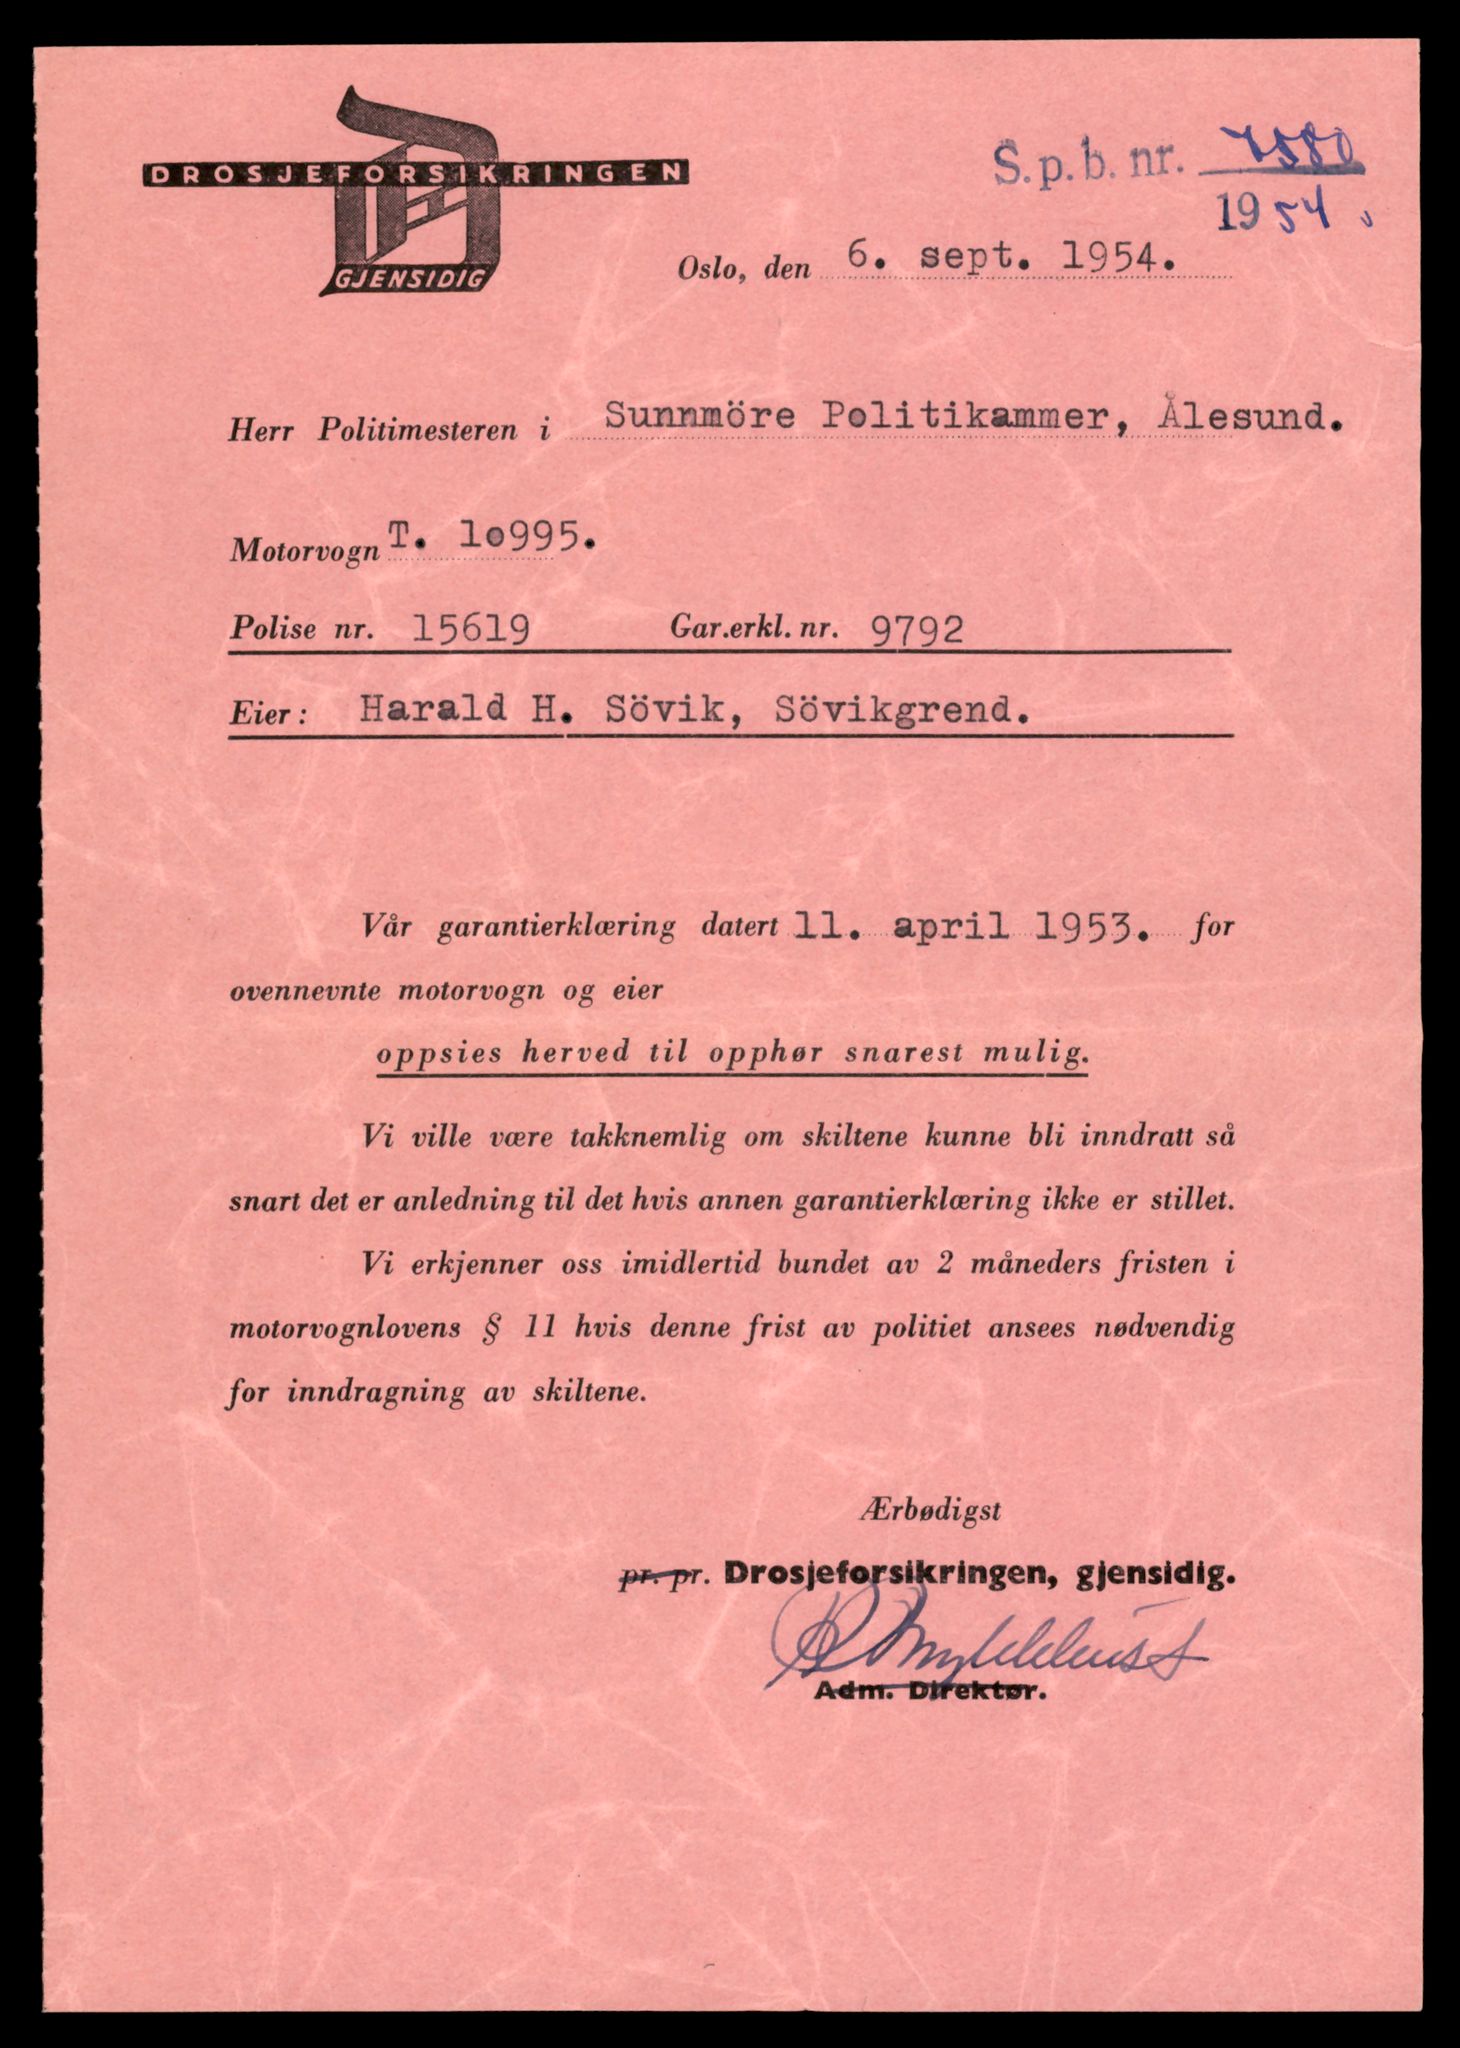 DROSJEFORSIKRINGEN
GJENSIDIG
S.p.b. nr. 7580
1954.
Oslo, den 6. sept. 1954.
Herr Politimesteren i Sunnmöre Politikammer, Ålesund.
Motorvogn T. 10995.
Polise nr. 15619 Gar.erkl. nr. 9792
Eier: Harald H. Sövik, Sövikgrend.
Vår garantierklæring datert 11. april 1953. for
ovennevnte motorvogn og eier
oppsies herved til opphør snarest mulig.
Vi ville være takknemlig om skiltene kunne bli inndratt så
snart det er anledning til det hvis annen garantierklæring ikke er stillet.
Vi erkjenner oss imidlertid bundet av 2 måneders fristen i
motorvognlovens § 11 hvis denne frist av politiet ansees nødvendig
for inndragning av skiltene.
Ærbødigst
pr. pr. Drosjeforsikringen, gjensidig.
Adm. Direktør.